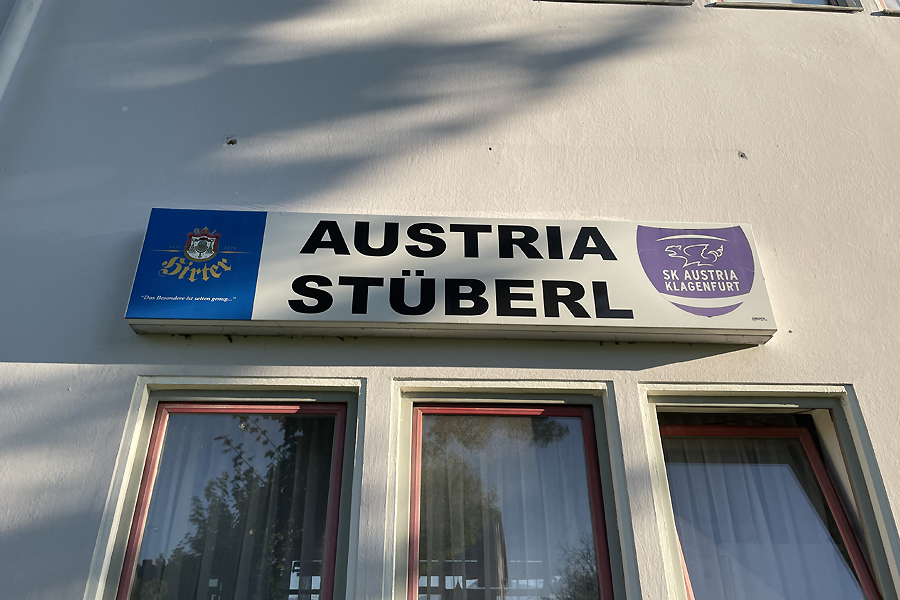 Hirter
"Das Besondere ist selten genug..."
AUSTRIA
STÜBERL
SK AUSTRIA
KLAGENFURT